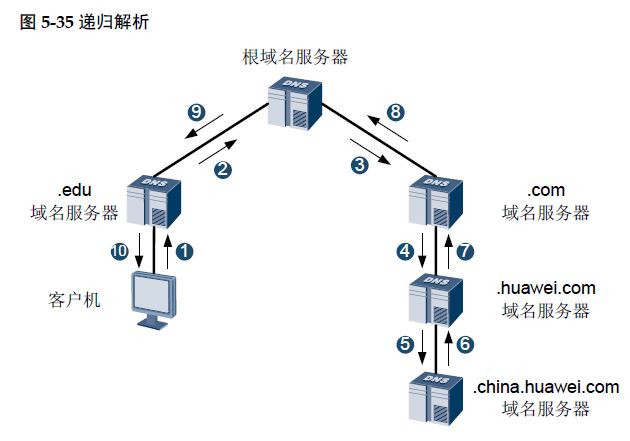 图 5-35 递归解析
根域名服务器
DNS
9
8
2
3
.edu
域名服务器
DNS
DNS
.com
域名服务器
10
1
4
7
客户机
DNS
.huawei.com
域名服务器
5
6
DNS
.china.huawei.com
域名服务器